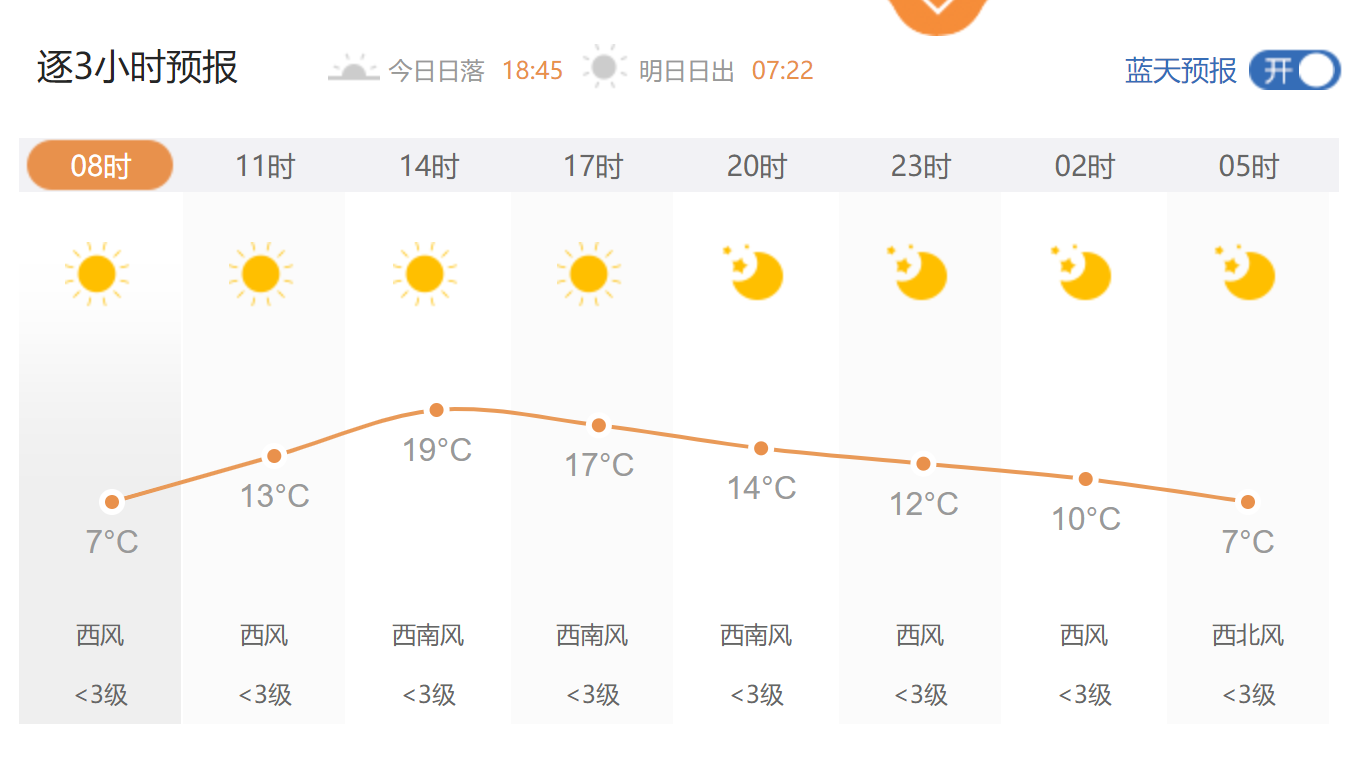 逐3小时预报 今日日落 18:45 明日日出 07:22 蓝天预报 开
08时 11时 14时 17时 20时 23时 02时 05时
7°C 13°C 19°C 17°C 14°C 12°C 10°C 7°C
西风 西风 西南风 西南风 西南风 西风 西风 西北风
<3级 <3级 <3级 <3级 <3级 <3级 <3级 <3级